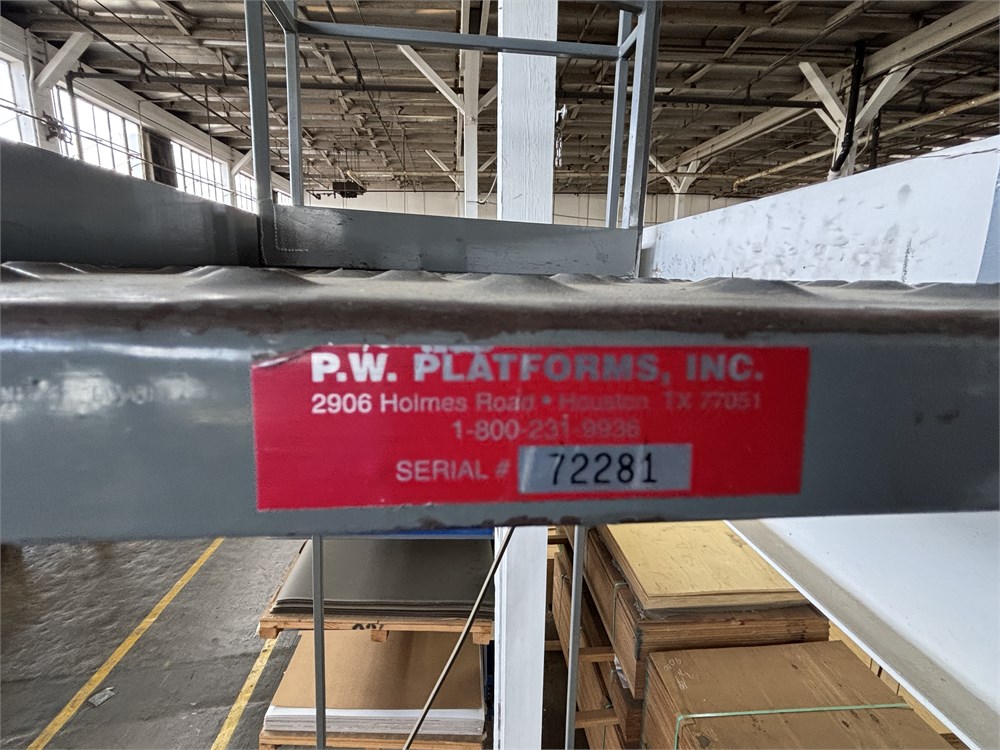 P.W. PLATFORMS, INC.
2906 Holmes Road • Houston TX 77051
1-800-231-9936
SERIAL # 72281